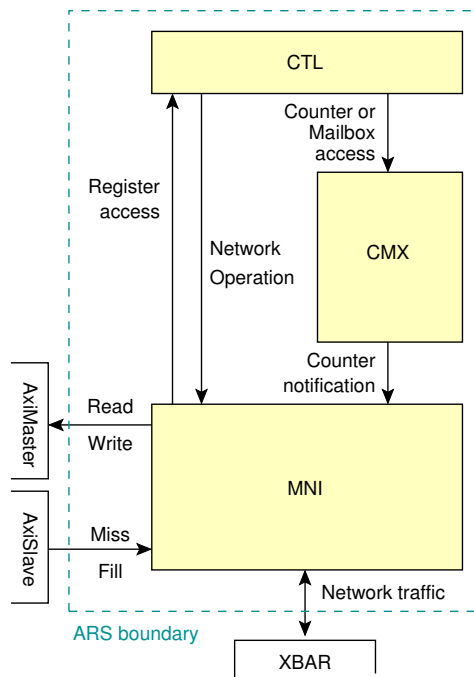 CTL
Counter or
Mailbox
access
Register
access
Network
Operation
CMX
Counter
notification
AxiMaster
Read
Write
MNI
AxiSlave
Miss
Fill
Network traffic
ARS boundary
XBAR